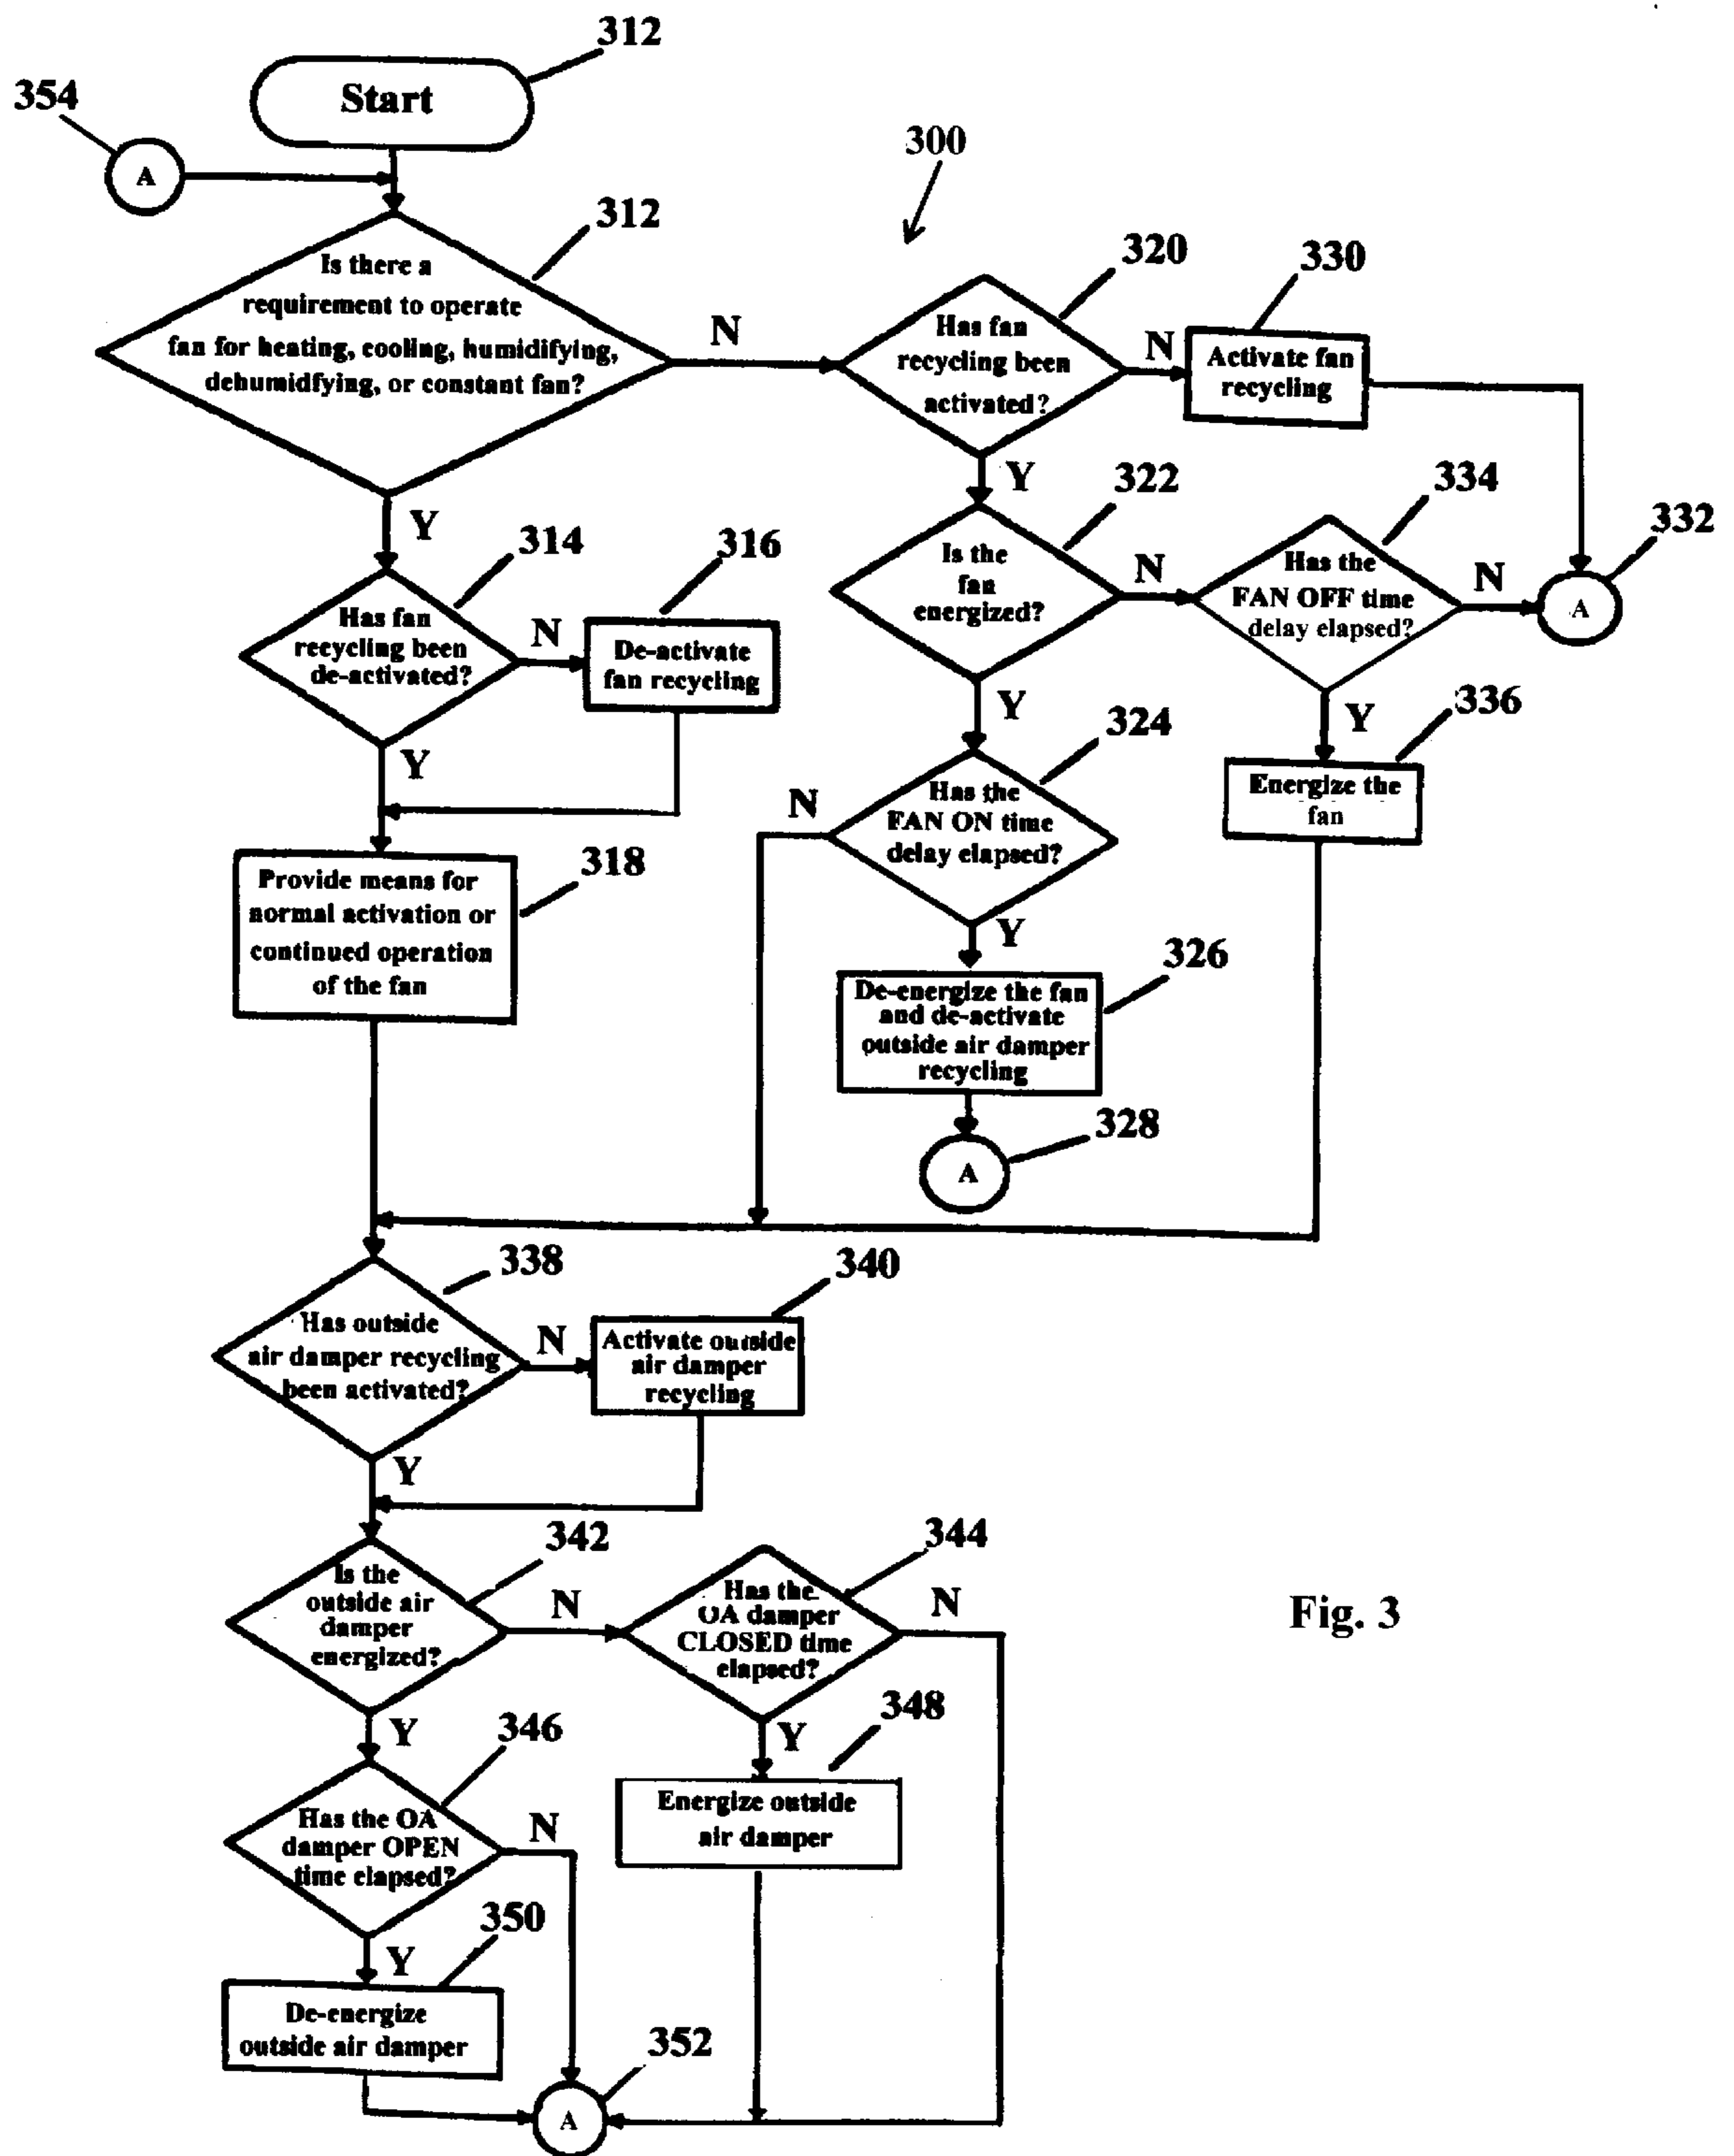 312
Start
354
A
300
312
Is there a
requirement to operate
fan for heating, cooling, humidifying,
dehumidfying, or constant fan?
N
Y
320
Has fan
recycling been
activated?
N
Y
330
Activate fan
recycling
314
Has fan
recycling been
de-activated?
N
Y
316
De-activate
fan recycling
322
Is the
fan
energized?
N
Y
334
Has the
FAN OFF time
delay elapsed?
N
Y
332
A
336
Energize the
fan
324
Has the
FAN ON time
delay elapsed?
N
Y
318
Provide means for
normal activation or
continued operation
of the fan
326
De-energize the fan
and de-activate
outside air damper
recycling
328
A
338
Has outside
air damper recycling
been activated?
N
Y
340
Activate outside
air damper
recycling
342
Is the
outside air
damper
energized?
N
Y
344
Has the
OA damper
CLOSED time
elapsed?
N
Y
Fig. 3
346
Has the OA
damper OPEN
time elapsed?
N
Y
348
Energize outside
air damper
350
De-energize
outside air damper
352
A